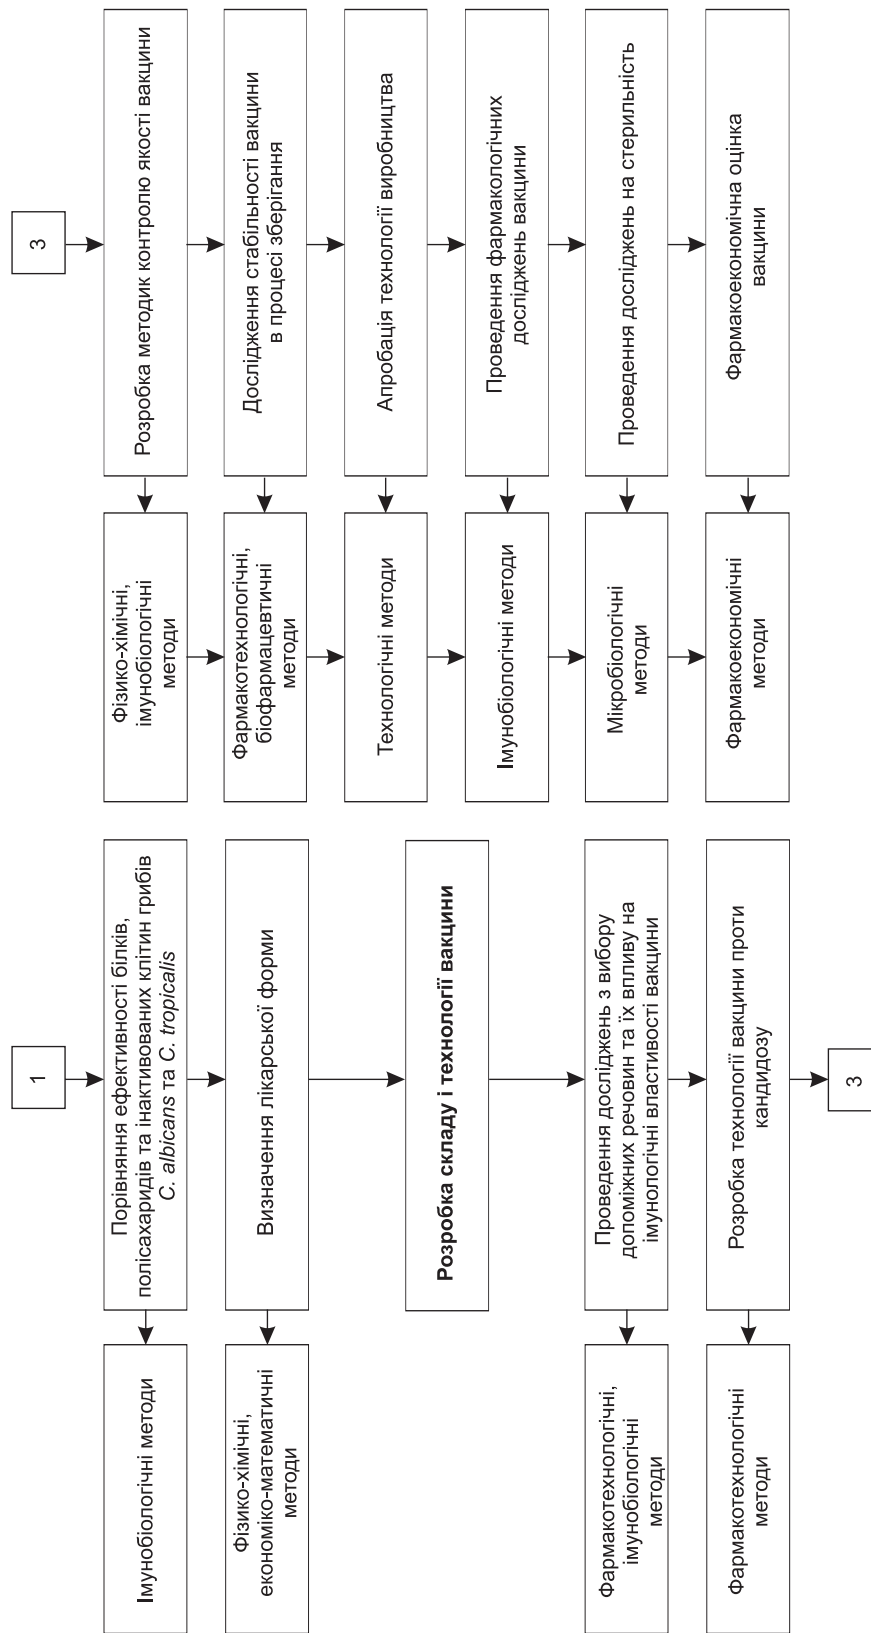 1
Порівняння ефективності білків,
полісахаридів та інактивованих клітин грибів
C. albicans та C. tropicalis
Імунобіологічні методи
Визначення лікарської форми
Фізико-хімічні,
економіко-математичні
методи
Розробка складу і технології вакцини
Проведення досліджень з вибору
допоміжних речовин та їх впливу на
імунологічні властивості вакцини
Фармакотехнологічні,
імунобіологічні
методи
Розробка технології вакцини проти
кандидозу
Фармакотехнологічні
методи
3
3
Розробка методик контролю якості вакцини
Фізико-хімічні,
імунобіологічні
методи
Дослідження стабільності вакцини
в процесі зберігання
Фармакотехнологічні,
біофармацевтичні
методи
Апробація технології виробництва
Технологічні методи
Проведення фармакологічних
досліджень вакцини
Імунобіологічні методи
Проведення досліджень на стерильність
Мікробіологічні
методи
Фармакоекономічна оцінка
вакцини
Фармакоекономічні
методи